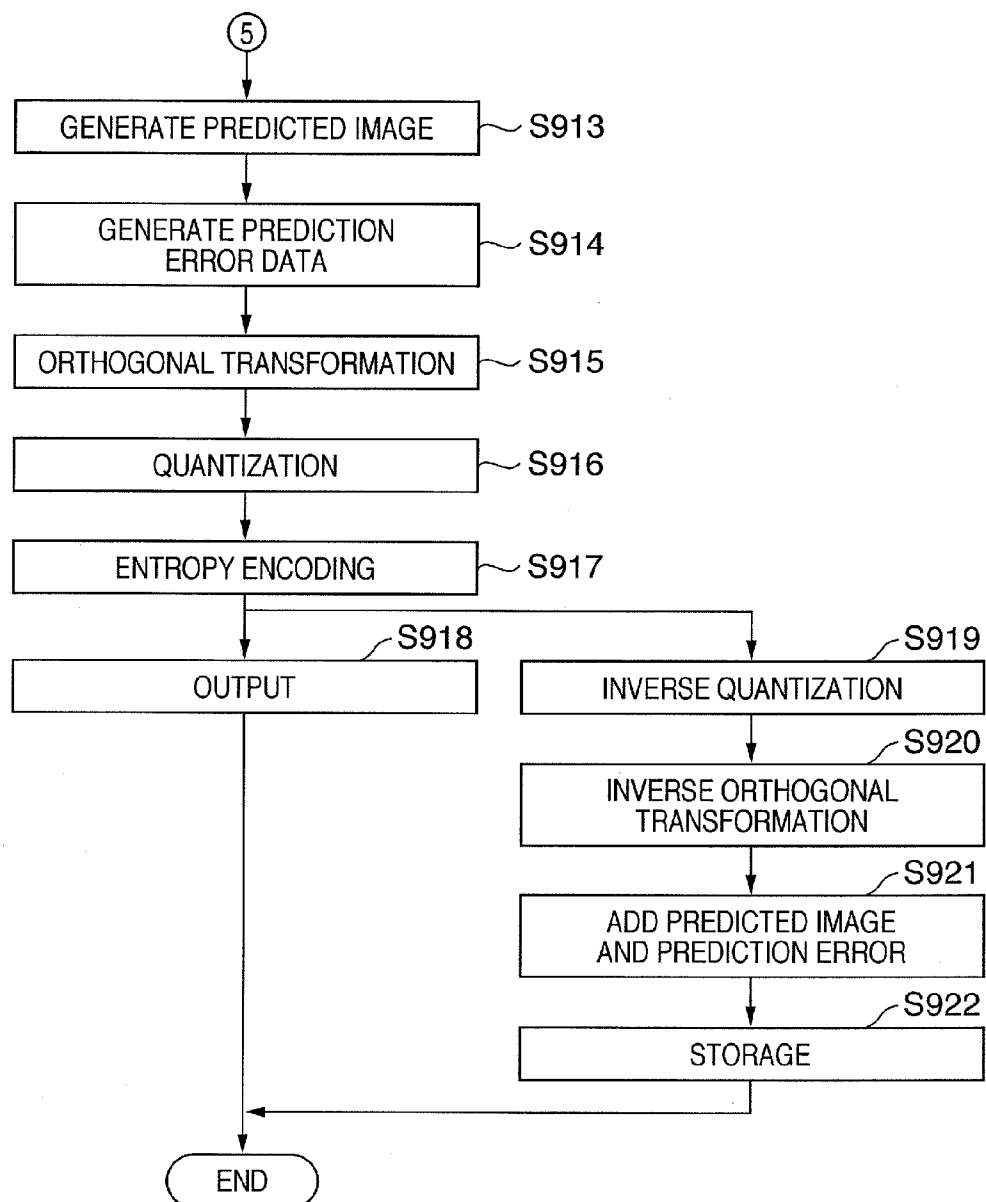 5
GENERATE PREDICTED IMAGE
S913
GENERATE PREDICTION
ERROR DATA
S914
ORTHOGONAL TRANSFORMATION
S915
QUANTIZATION
S916
ENTROPY ENCODING
S917
S918
OUTPUT
S919
INVERSE QUANTIZATION
S920
INVERSE ORTHOGONAL
TRANSFORMATION
S921
ADD PREDICTED IMAGE
AND PREDICTION ERROR
S922
STORAGE
END